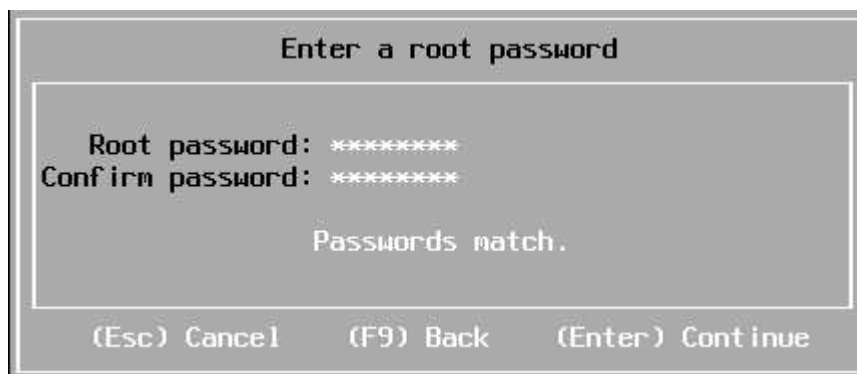 Enter a root password
Root password: ********
Confirm password: ********
Passwords match.
(Esc) Cancel (F9) Back (Enter) Continue